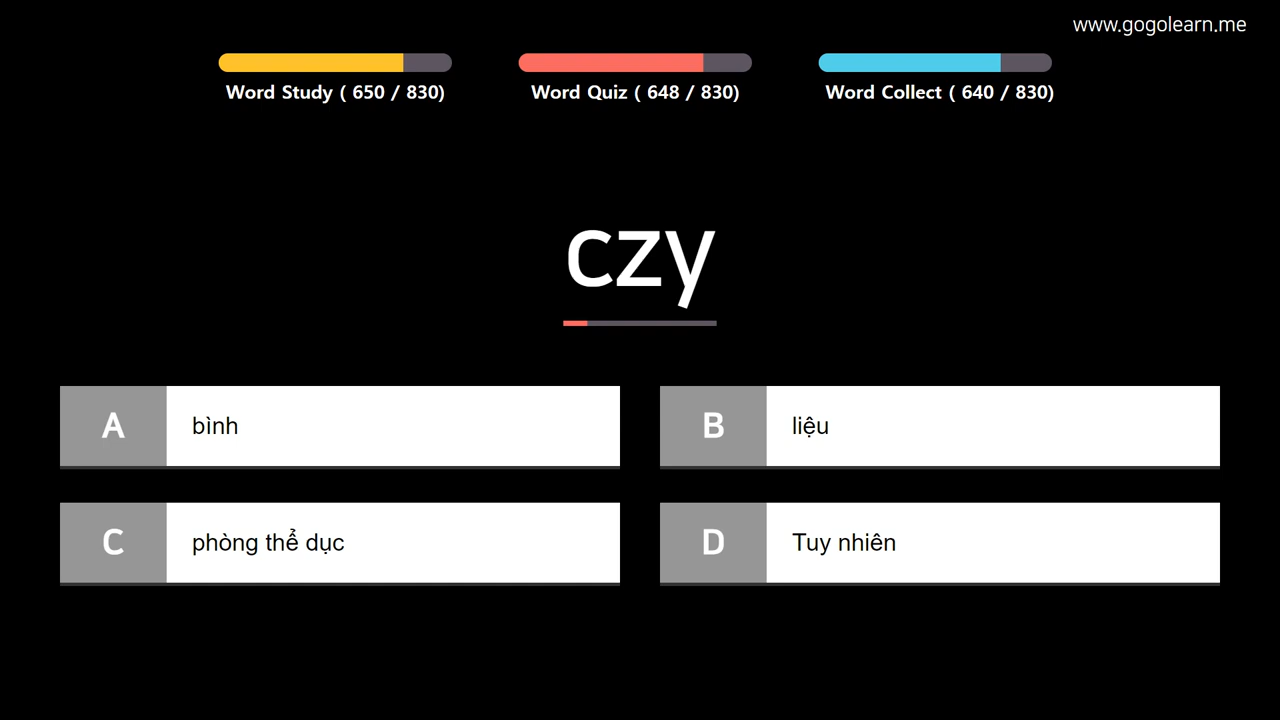 www.gogolearn.me
Word Study ( 650 / 830)
Word Quiz ( 648 / 830)
Word Collect ( 640 / 830)
czy
A bình
B liệu
C phòng thể dục
D Tuy nhiên